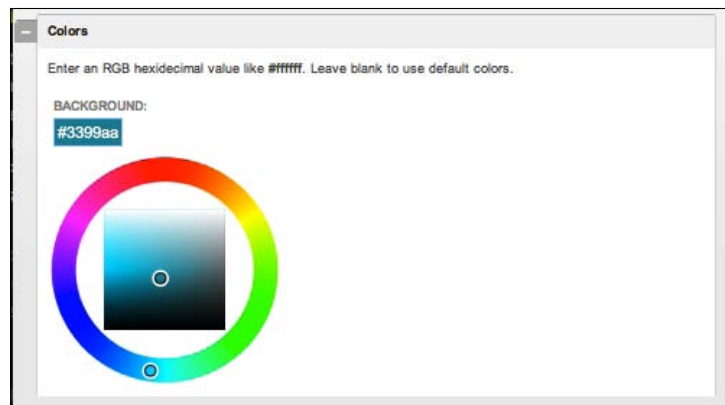 Colors
Enter an RGB hexidecimal value like #ffffff. Leave blank to use default colors.
BACKGROUND:
#3399aa